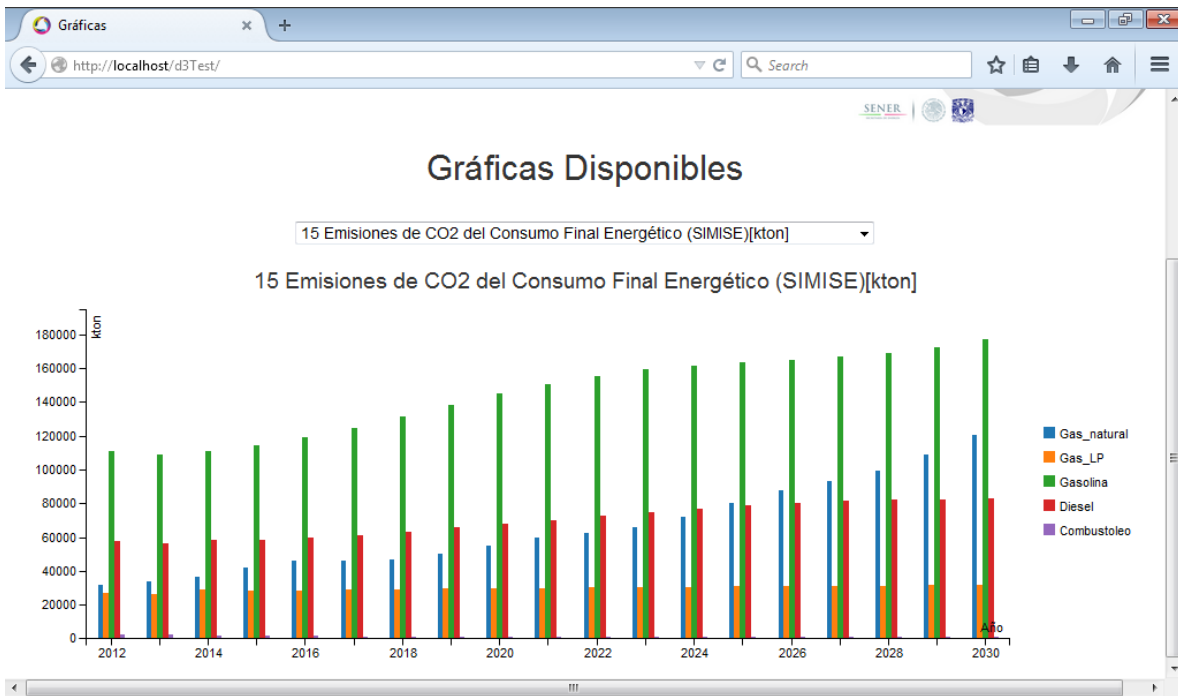 Gráficas
http://localhost/d3Test/
Search
SENER
Gráficas Disponibles
15 Emisiones de CO2 del Consumo Final Energético (SIMISE)[kton]
15 Emisiones de CO2 del Consumo Final Energético (SIMISE)[kton]
kton
180000
160000
140000
120000
100000
80000
60000
40000
20000
0
Gas_natural
Gas_LP
Gasolina
Diesel
Combustoleo
Año
2012 2014 2016 2018 2020 2022 2024 2026 2028 2030